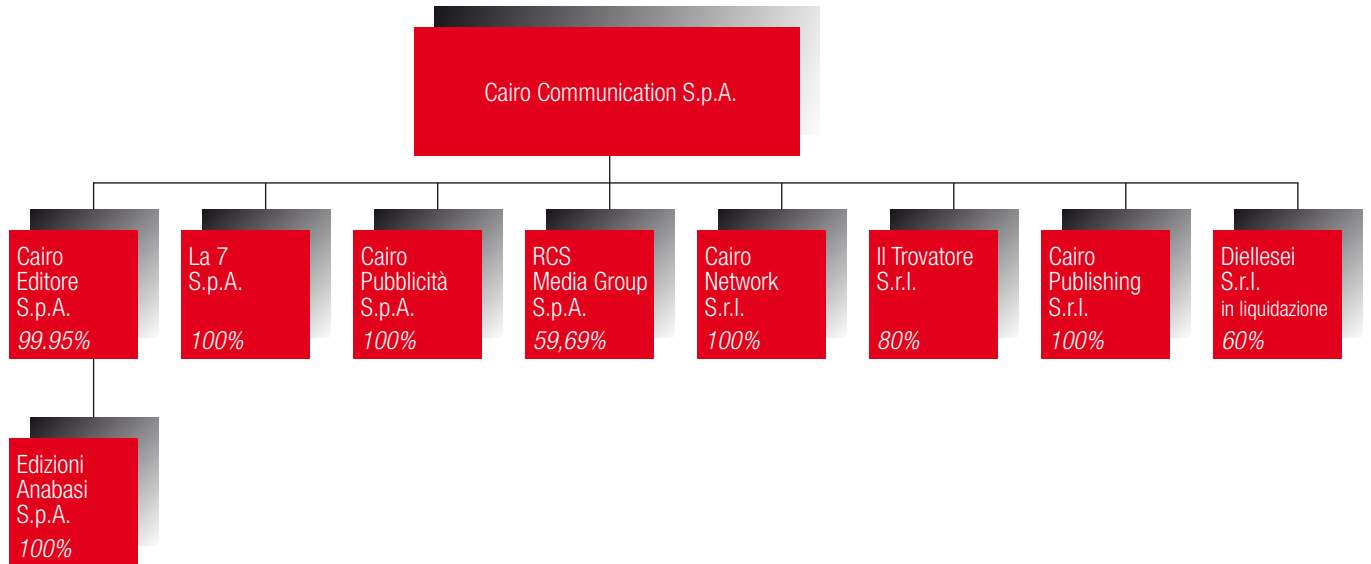 Cairo Communication S.p.A.
Cairo
Editore
S.p.A.
99.95%
La 7
S.p.A.
100%
Cairo
Pubblicità
S.p.A.
100%
RCS
Media Group
S.p.A.
59,69%
Cairo
Network
S.r.l.
100%
Il Trovatore
S.r.l.
80%
Cairo
Publishing
S.r.l.
100%
Diellesei
S.r.l.
in liquidazione
60%
Edizioni
Anabasi
S.p.A.
100%